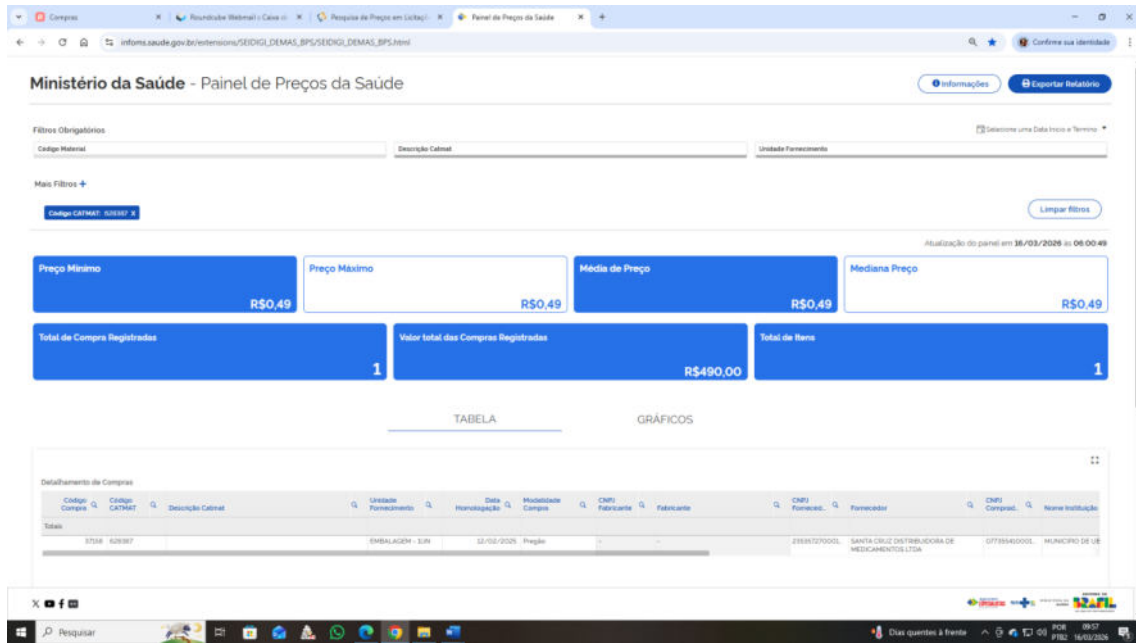 Compras
Roundcube Webmail :: Caixa d
Pesquisa de Preços em Licitaçõ
Painel de Preços da Saúde
infoms.saude.gov.br/extensions/SEIDIGI_DEMAS_BPS/SEIDIGI_DEMAS_BPS.html
Confirme sua identidade
Ministério da Saúde - Painel de Preços da Saúde
Informações
Exportar Relatório
Filtros Obrigatórios
Selecione uma Data Inicio e Termino
Código Material
Descrição Catmat
Unidade Fornecimento
Mais Filtros +
Código CATMAT: 628387 X
Limpar filtros
Atualização do painel em 16/03/2026 às 06:00:49
Preço Mínimo
Preço Máximo
Média de Preço
Mediana Preço
R$0,49
R$0,49
R$0,49
R$0,49
Total de Compra Registradas
Valor total das Compras Registradas
Total de Itens
1
R$490,00
1
TABELA
GRÁFICOS
Detalhamento de Compras
Código Compra
Código CATMAT
Descrição Catmat
Unidade Fornecimento
Data Homologação
Modalidade Compra
CNPJ Fabricante
Fabricante
CNPJ Forneced...
Fornecedor
CNPJ Comprad...
Nome Instituição
Totais
628387
EMBALAGEM - 1UN
12/02/2025
Pregão
-
-
SANTA CRUZ DISTRIBUIDORA DE MEDICAMENTOS LTDA
MUNICIPIO DE UB
BRASIL
Pesquisar
Dias quentes à frente
POR
PTB2
09:57
16/03/2026